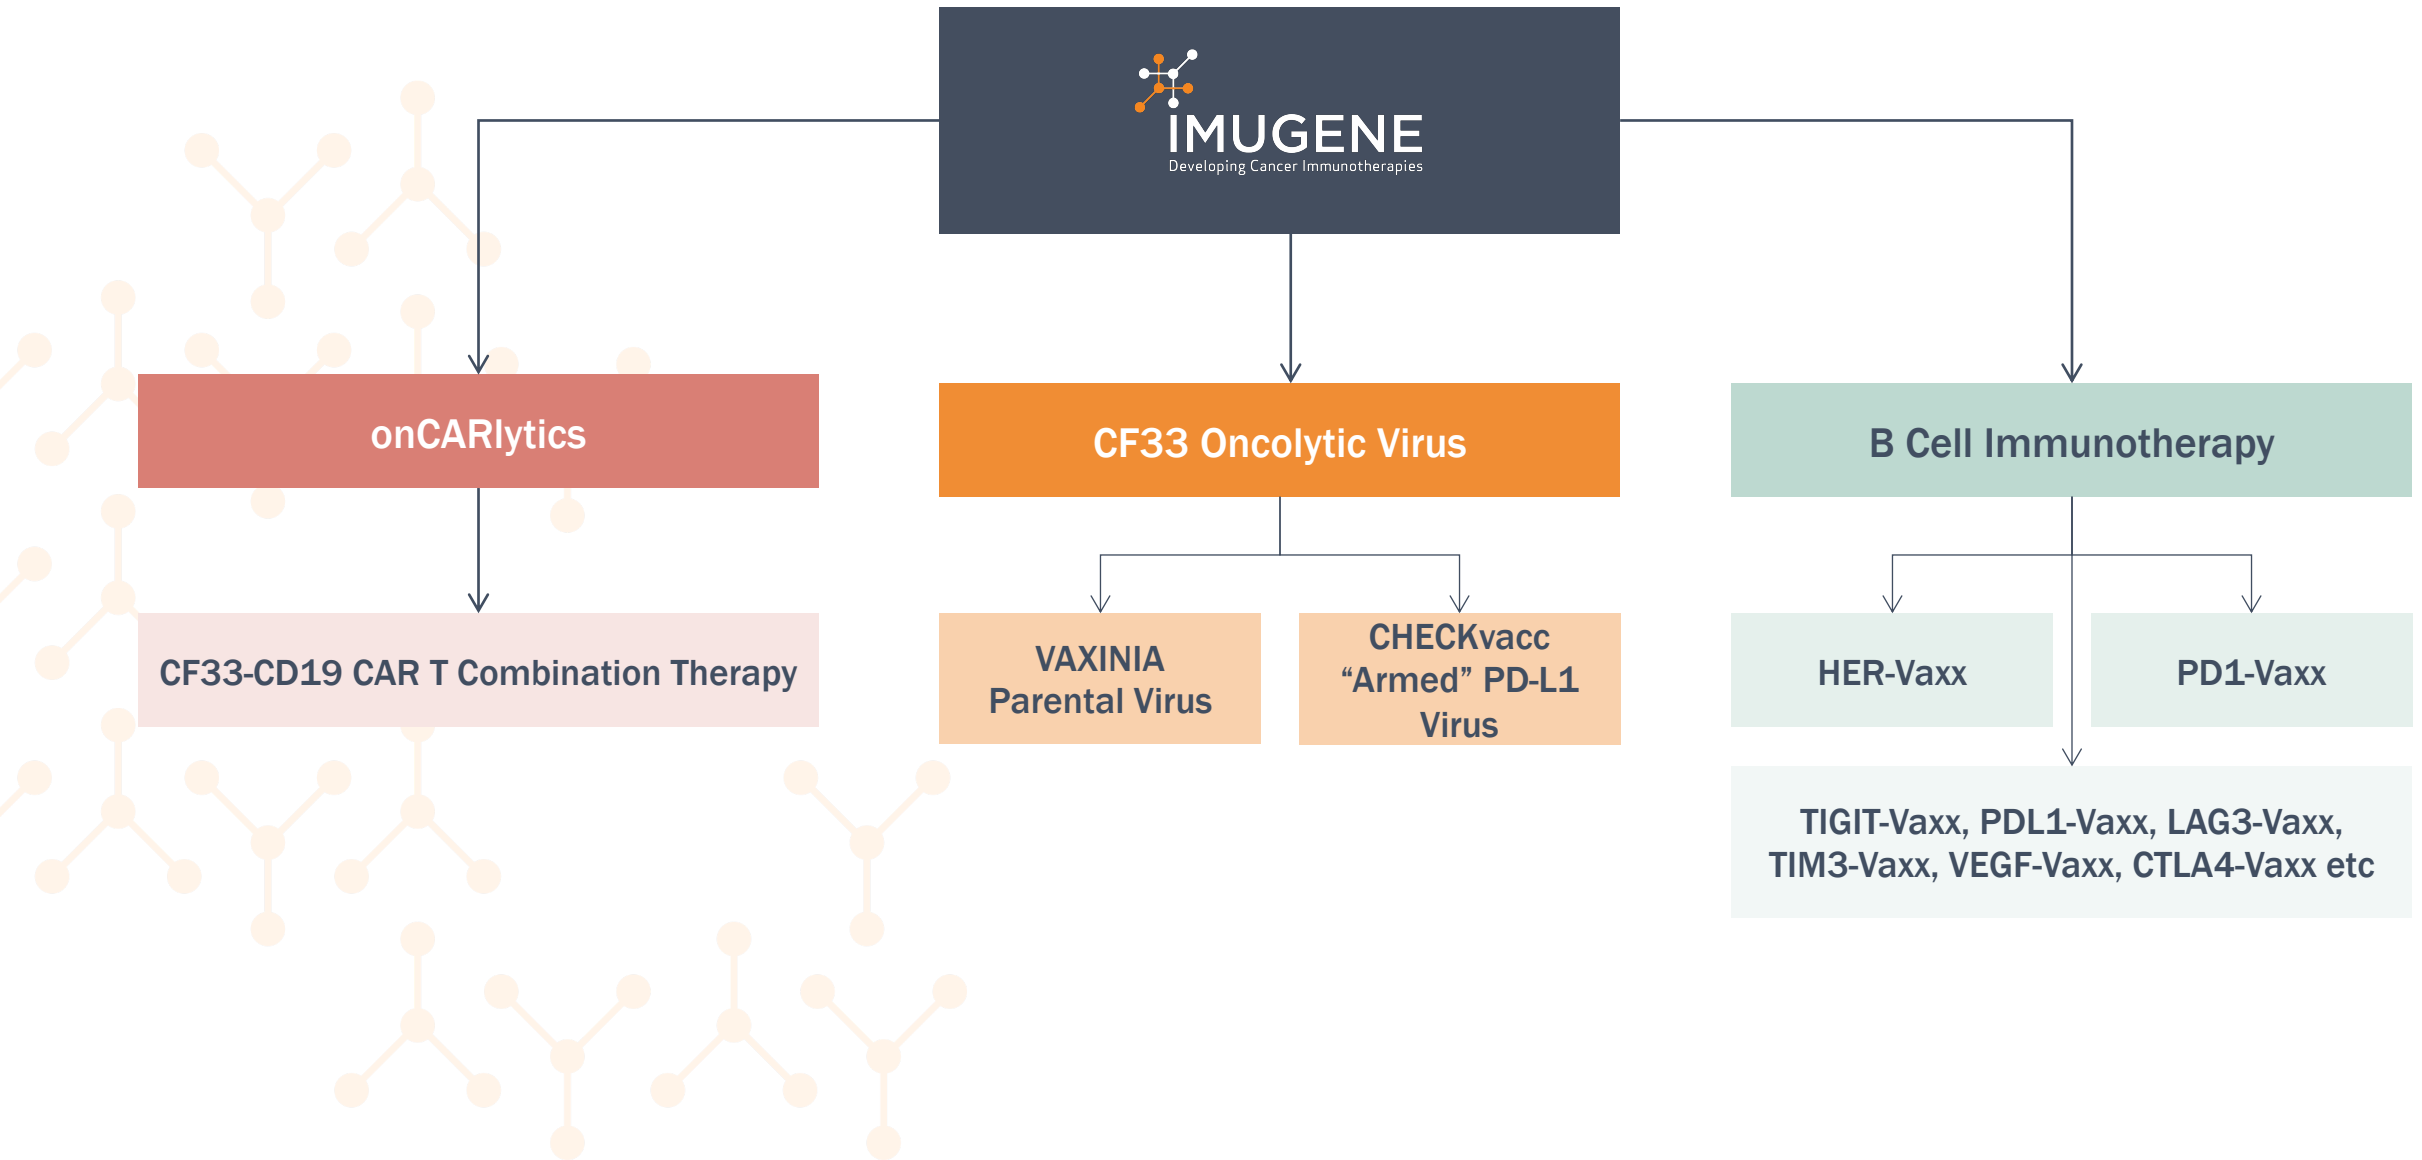 IMUGENE
Developing Cancer Immunotherapies
onCARlytics
CF33 Oncolytic Virus
B Cell Immunotherapy
CF33-CD19 CAR T Combination Therapy
VAXINIA
Parental Virus
CHECKvacc
“Armed” PD-L1
Virus
HER-Vaxx
PD1-Vaxx
TIGIT-Vaxx, PDL1-Vaxx, LAG3-Vaxx,
TIM3-Vaxx, VEGF-Vaxx, CTLA4-Vaxx etc